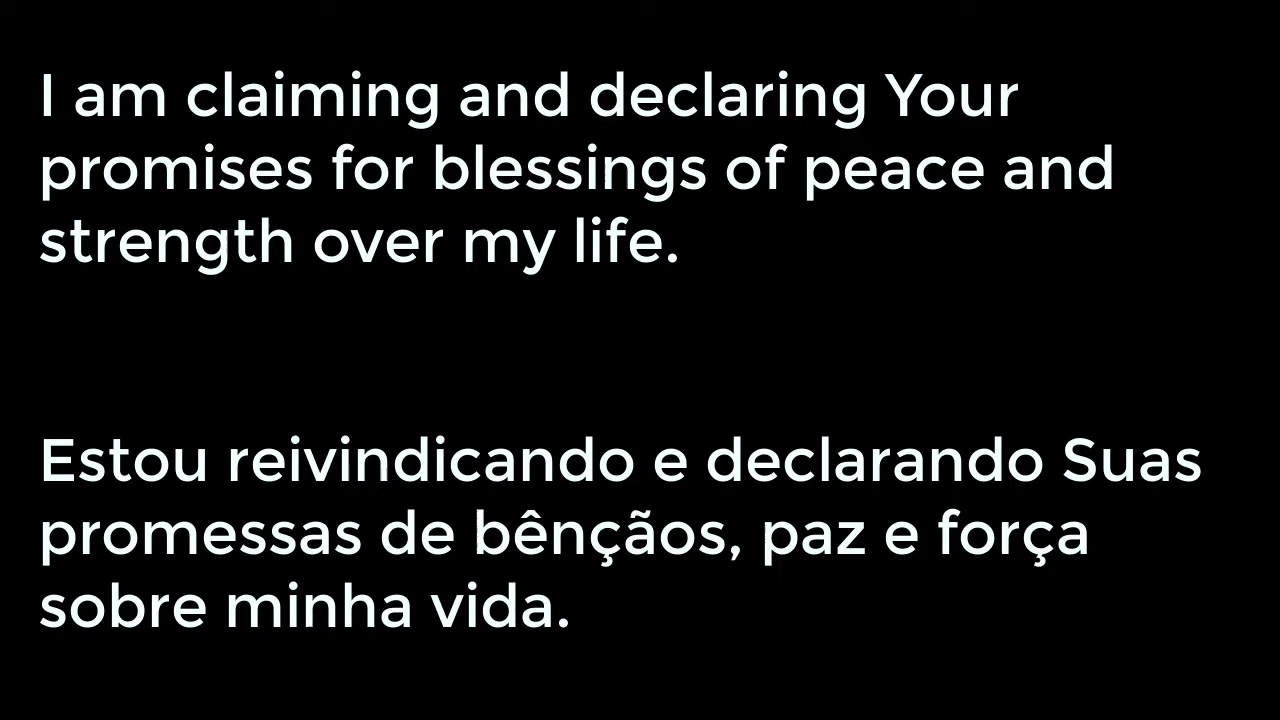 I am claiming and declaring Your
promises for blessings of peace and
strength over my life.
Estou reivindicando e declarando Suas
promessas de bênçãos, paz e força
sobre minha vida.